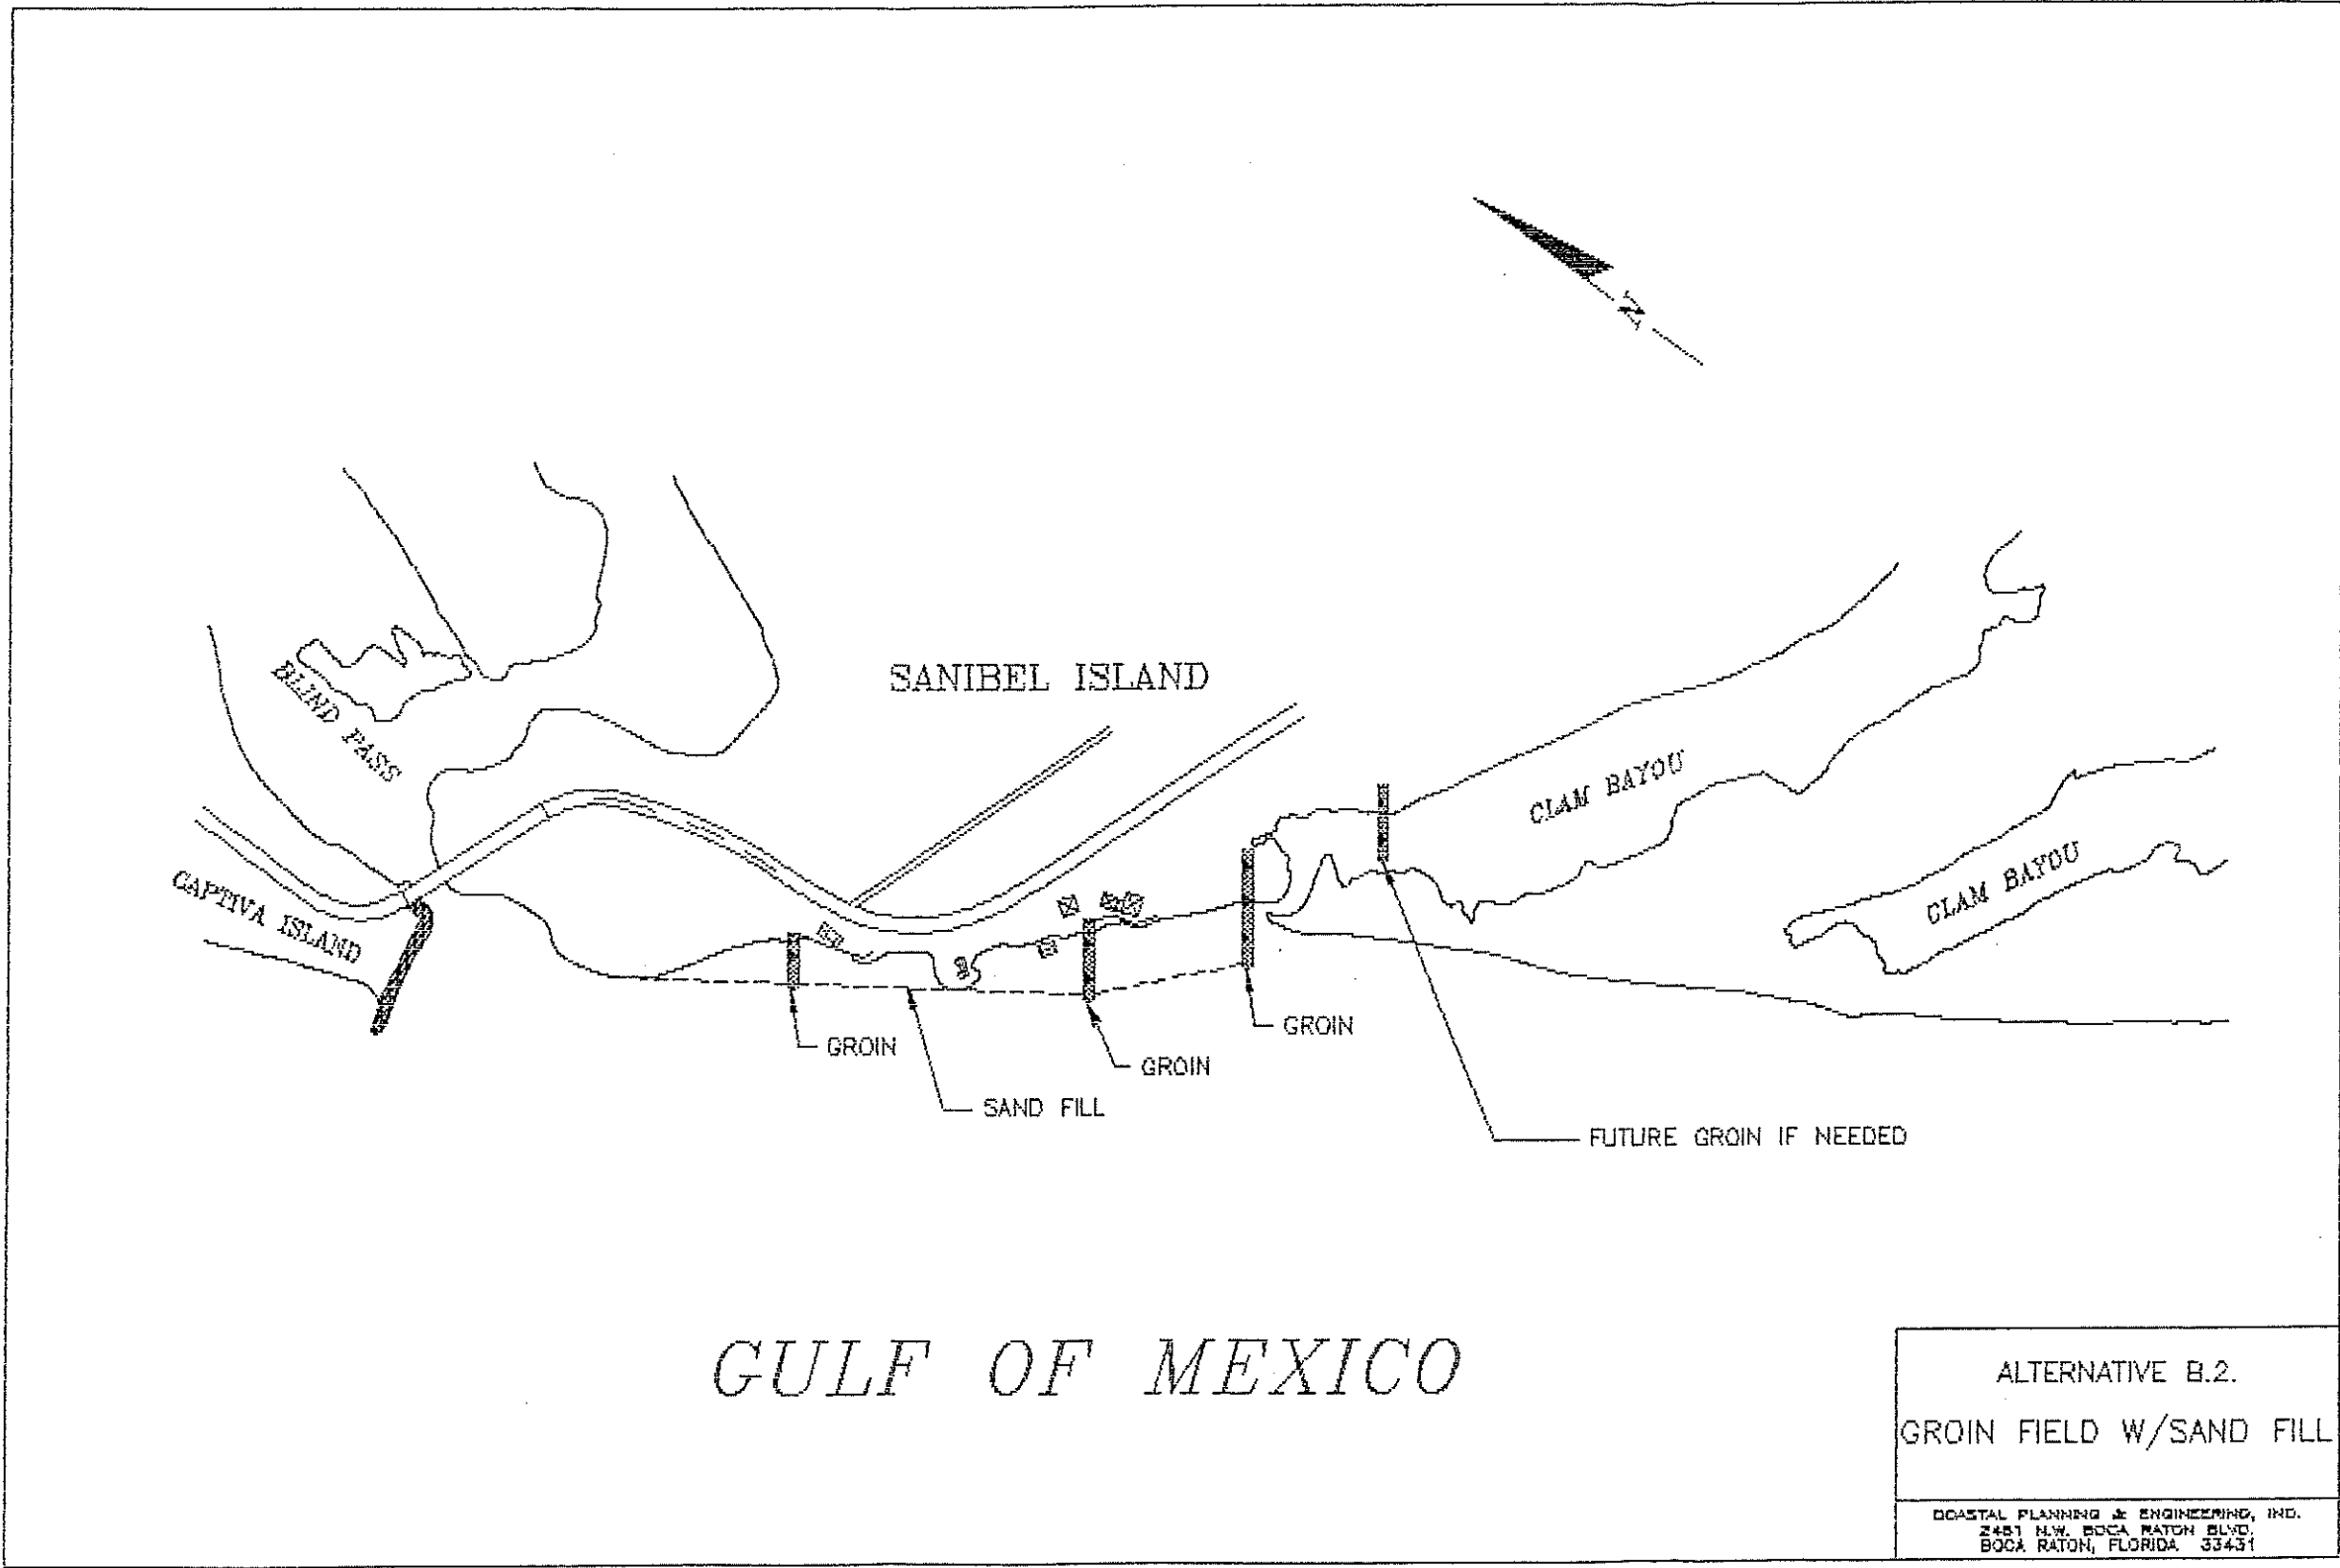 N
SANIBEL ISLAND
BLIND PASS
CLAM BAYOU
CLAM BAYOU
CAPTIVA ISLAND
GROIN
GROIN
GROIN
SAND FILL
FUTURE GROIN IF NEEDED
GULF OF MEXICO
ALTERNATIVE B.2.
GROIN FIELD W/SAND FILL
COASTAL PLANNING & ENGINEERING, INC.
2481 N.W. BOCA RATON BLVD.
BOCA RATON, FLORIDA 33431